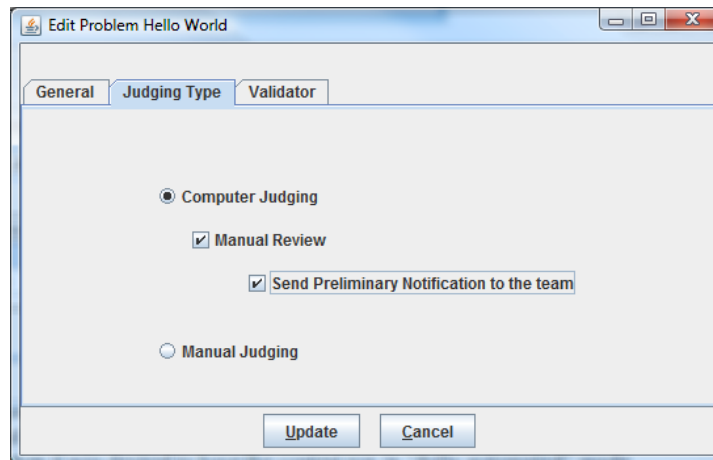 Edit Problem Hello World
General Judging Type Validator
Computer Judging
Manual Review
Send Preliminary Notification to the team
Manual Judging
Update Cancel